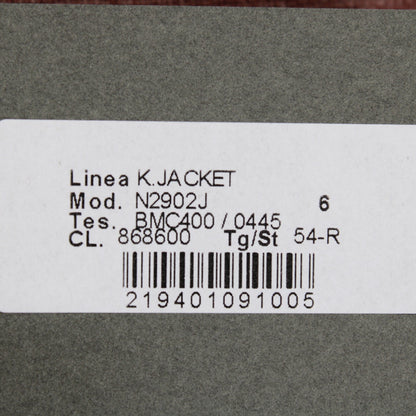 Linea K.JACKET
Mod. N2902J 6
Tes. BMC400 / 0445
CL. 868600 Tg/St 54-R
219401091005